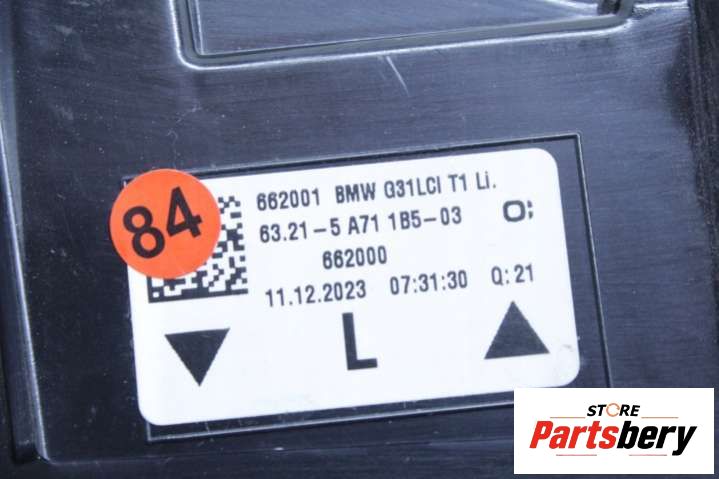 84
662001 BMW G31LCI T1 Li.
63.21-5 A71 1B5-03
662000
11.12.2023 07:31:30 Q:21
L
STORE
Partsbery